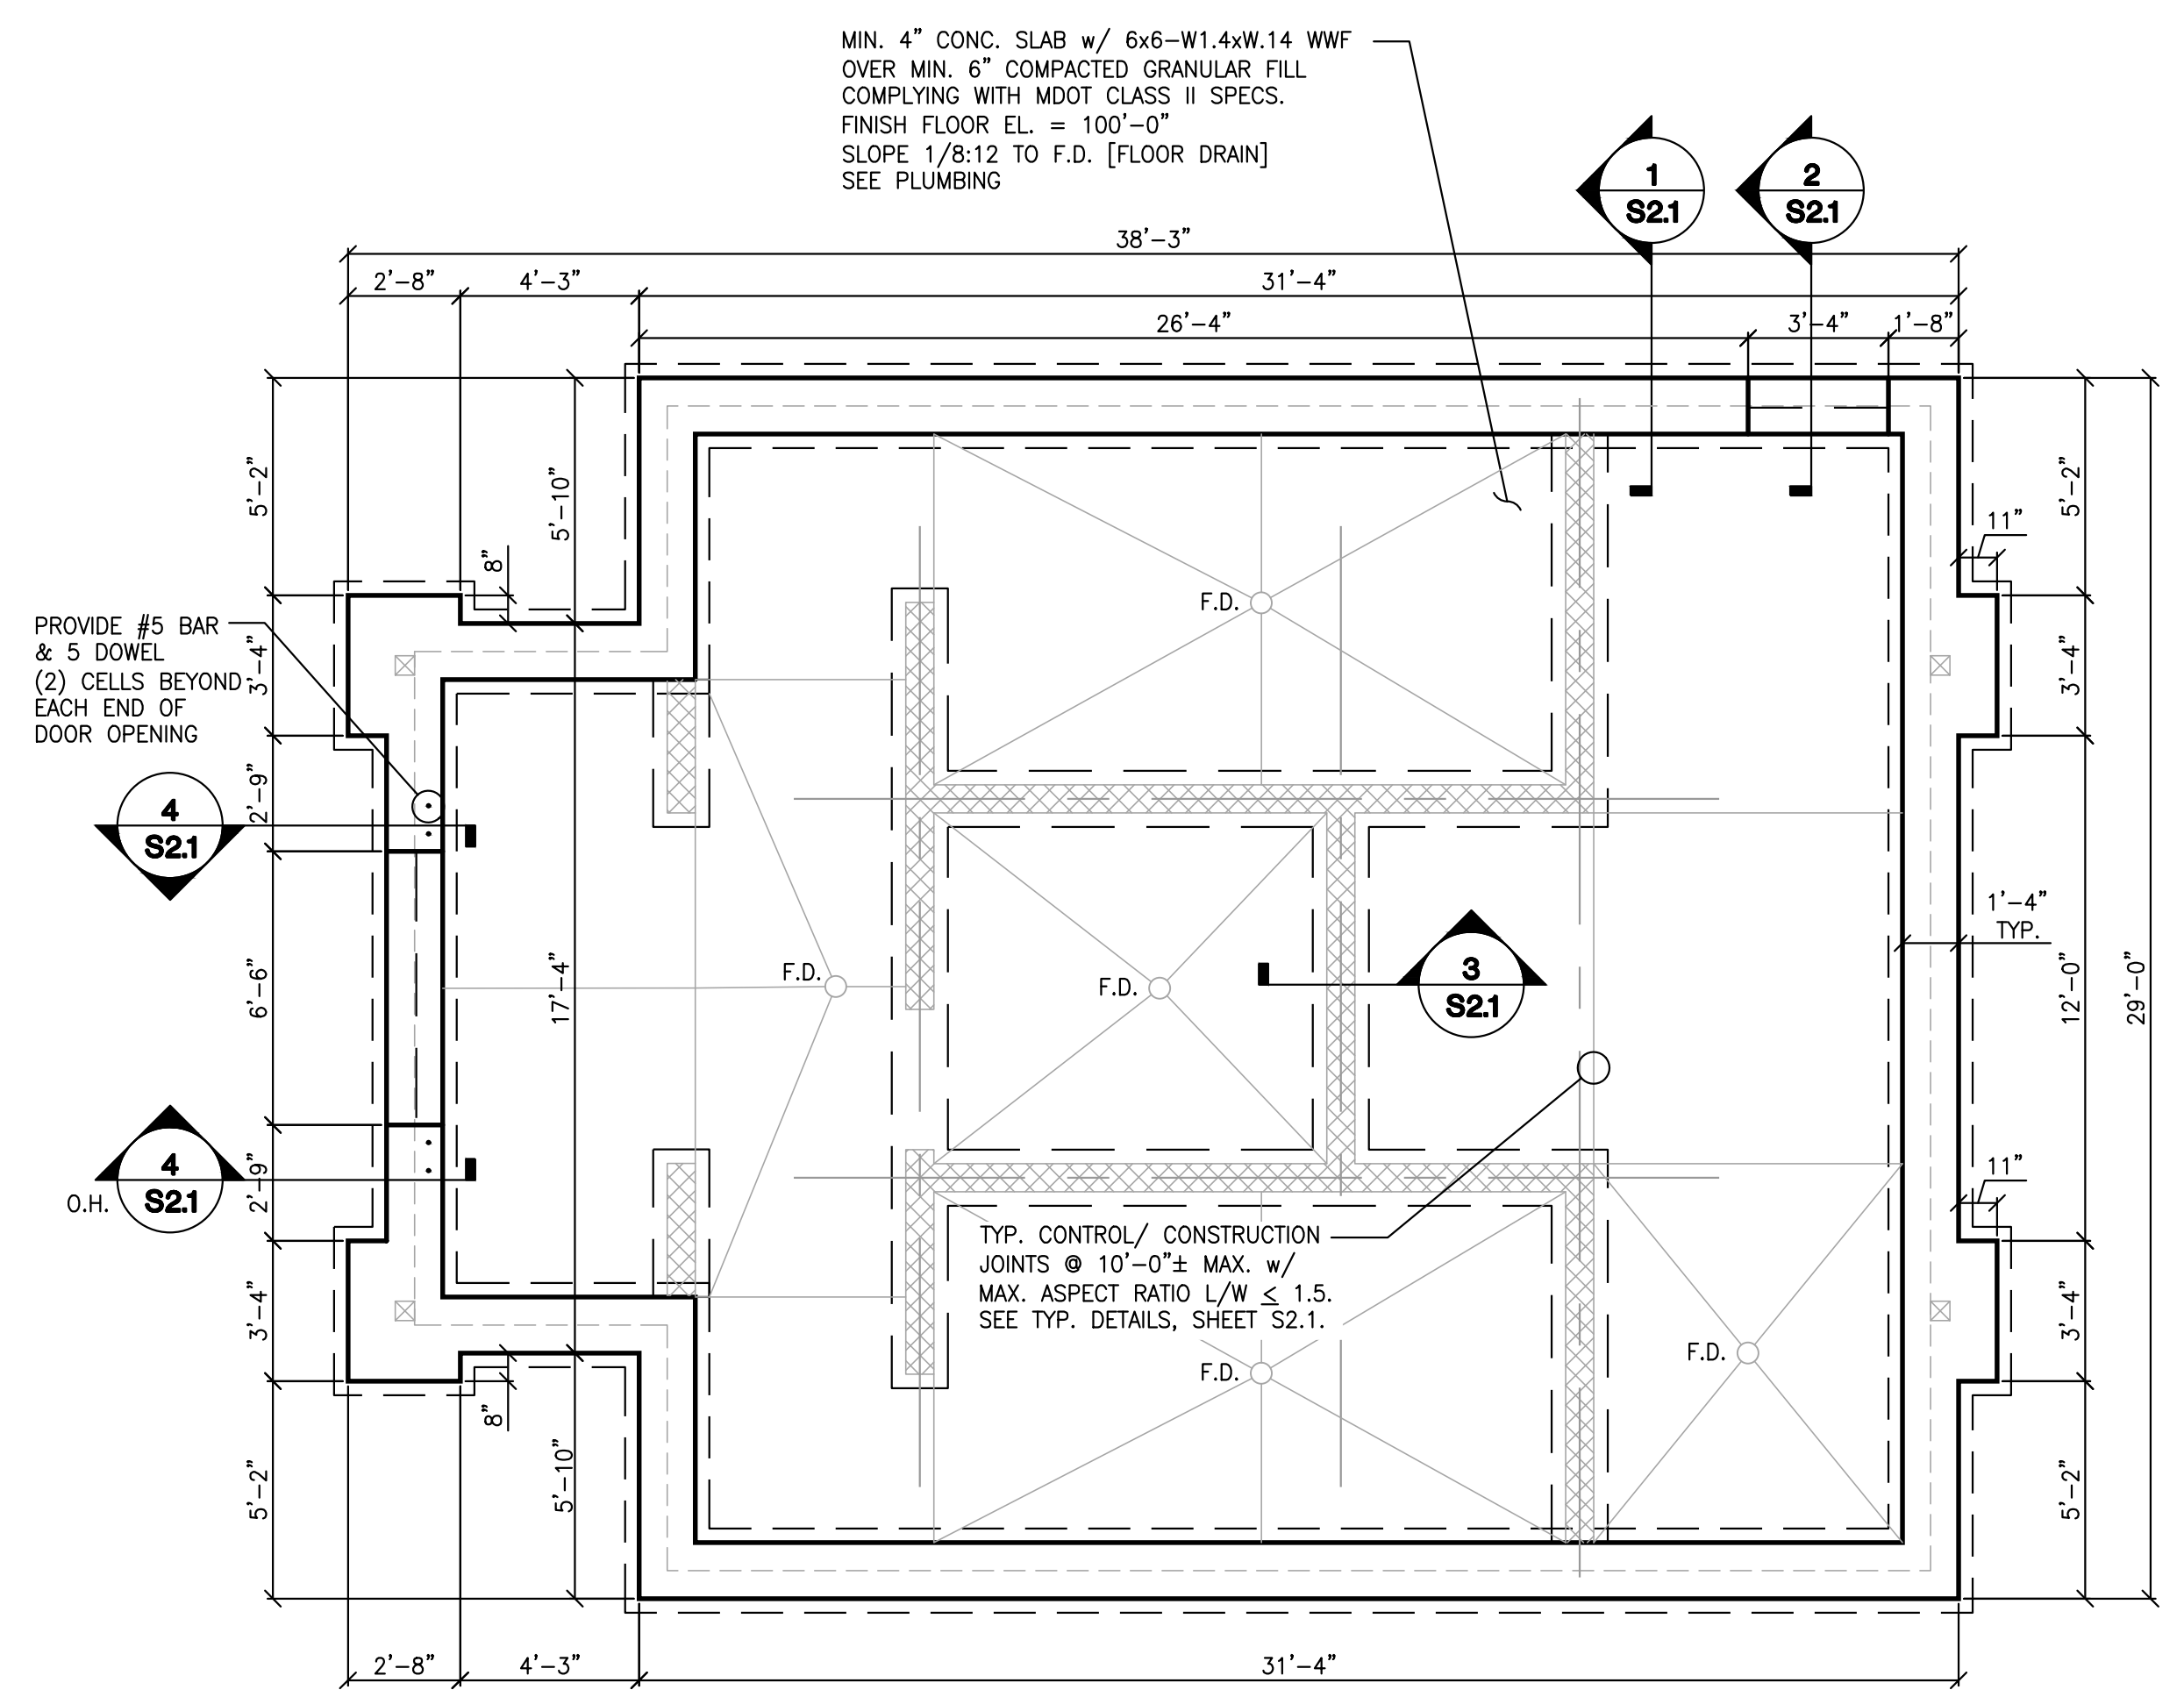 MIN. 4" CONC. SLAB w/ 6x6-W1.4xW.14 WWF
OVER MIN. 6" COMPACTED GRANULAR FILL
COMPLYING WITH MDOT CLASS II SPECS.
FINISH FLOOR EL. = 100'-0"
SLOPE 1/8:12 TO F.D. [FLOOR DRAIN]
SEE PLUMBING
1
S2.1
2
S2.1
38'-3"
2'-8"
4'-3"
31'-4"
26'-4"
3'-4"
1'-8"
5'-2"
5'-10"
8"
5'-2"
11"
PROVIDE #5 BAR
& 5 DOWEL
(2) CELLS BEYOND
EACH END OF
DOOR OPENING
3'-4"
F.D.
3'-4"
4
S2.1
2'-9"
6'-6"
17'-4"
F.D.
F.D.
3
S2.1
1'-4"
TYP.
12'-0"
29'-0"
4
S2.1
O.H.
2'-9"
11"
TYP. CONTROL/ CONSTRUCTION
JOINTS @ 10'-0"± MAX. w/
MAX. ASPECT RATIO L/W ≤ 1.5.
SEE TYP. DETAILS, SHEET S2.1.
3'-4"
F.D.
F.D.
3'-4"
8"
5'-2"
5'-10"
5'-2"
2'-8"
4'-3"
31'-4"